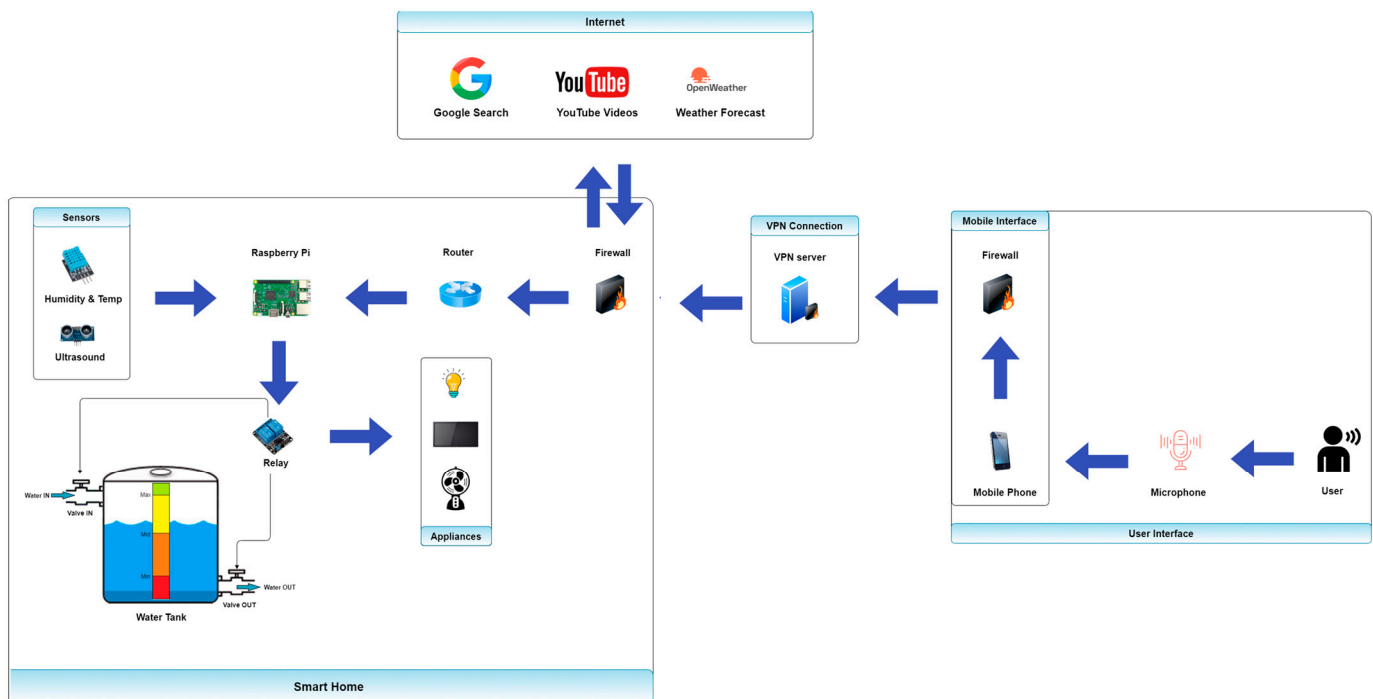 Internet
YouTube
OpenWeather
Google Search
YouTube Videos
Weather Forecast
Sensors
Humidity & Temp
Ultrasound
Raspberry Pi
Router
Firewall
VPN Connection
VPN server
Mobile Interface
Firewall
Mobile Phone
Microphone
User
User Interface
Relay
Appliances
Water IN
Valve IN
Max
Mid
Min
Water OUT
Valve OUT
Water Tank
Smart Home